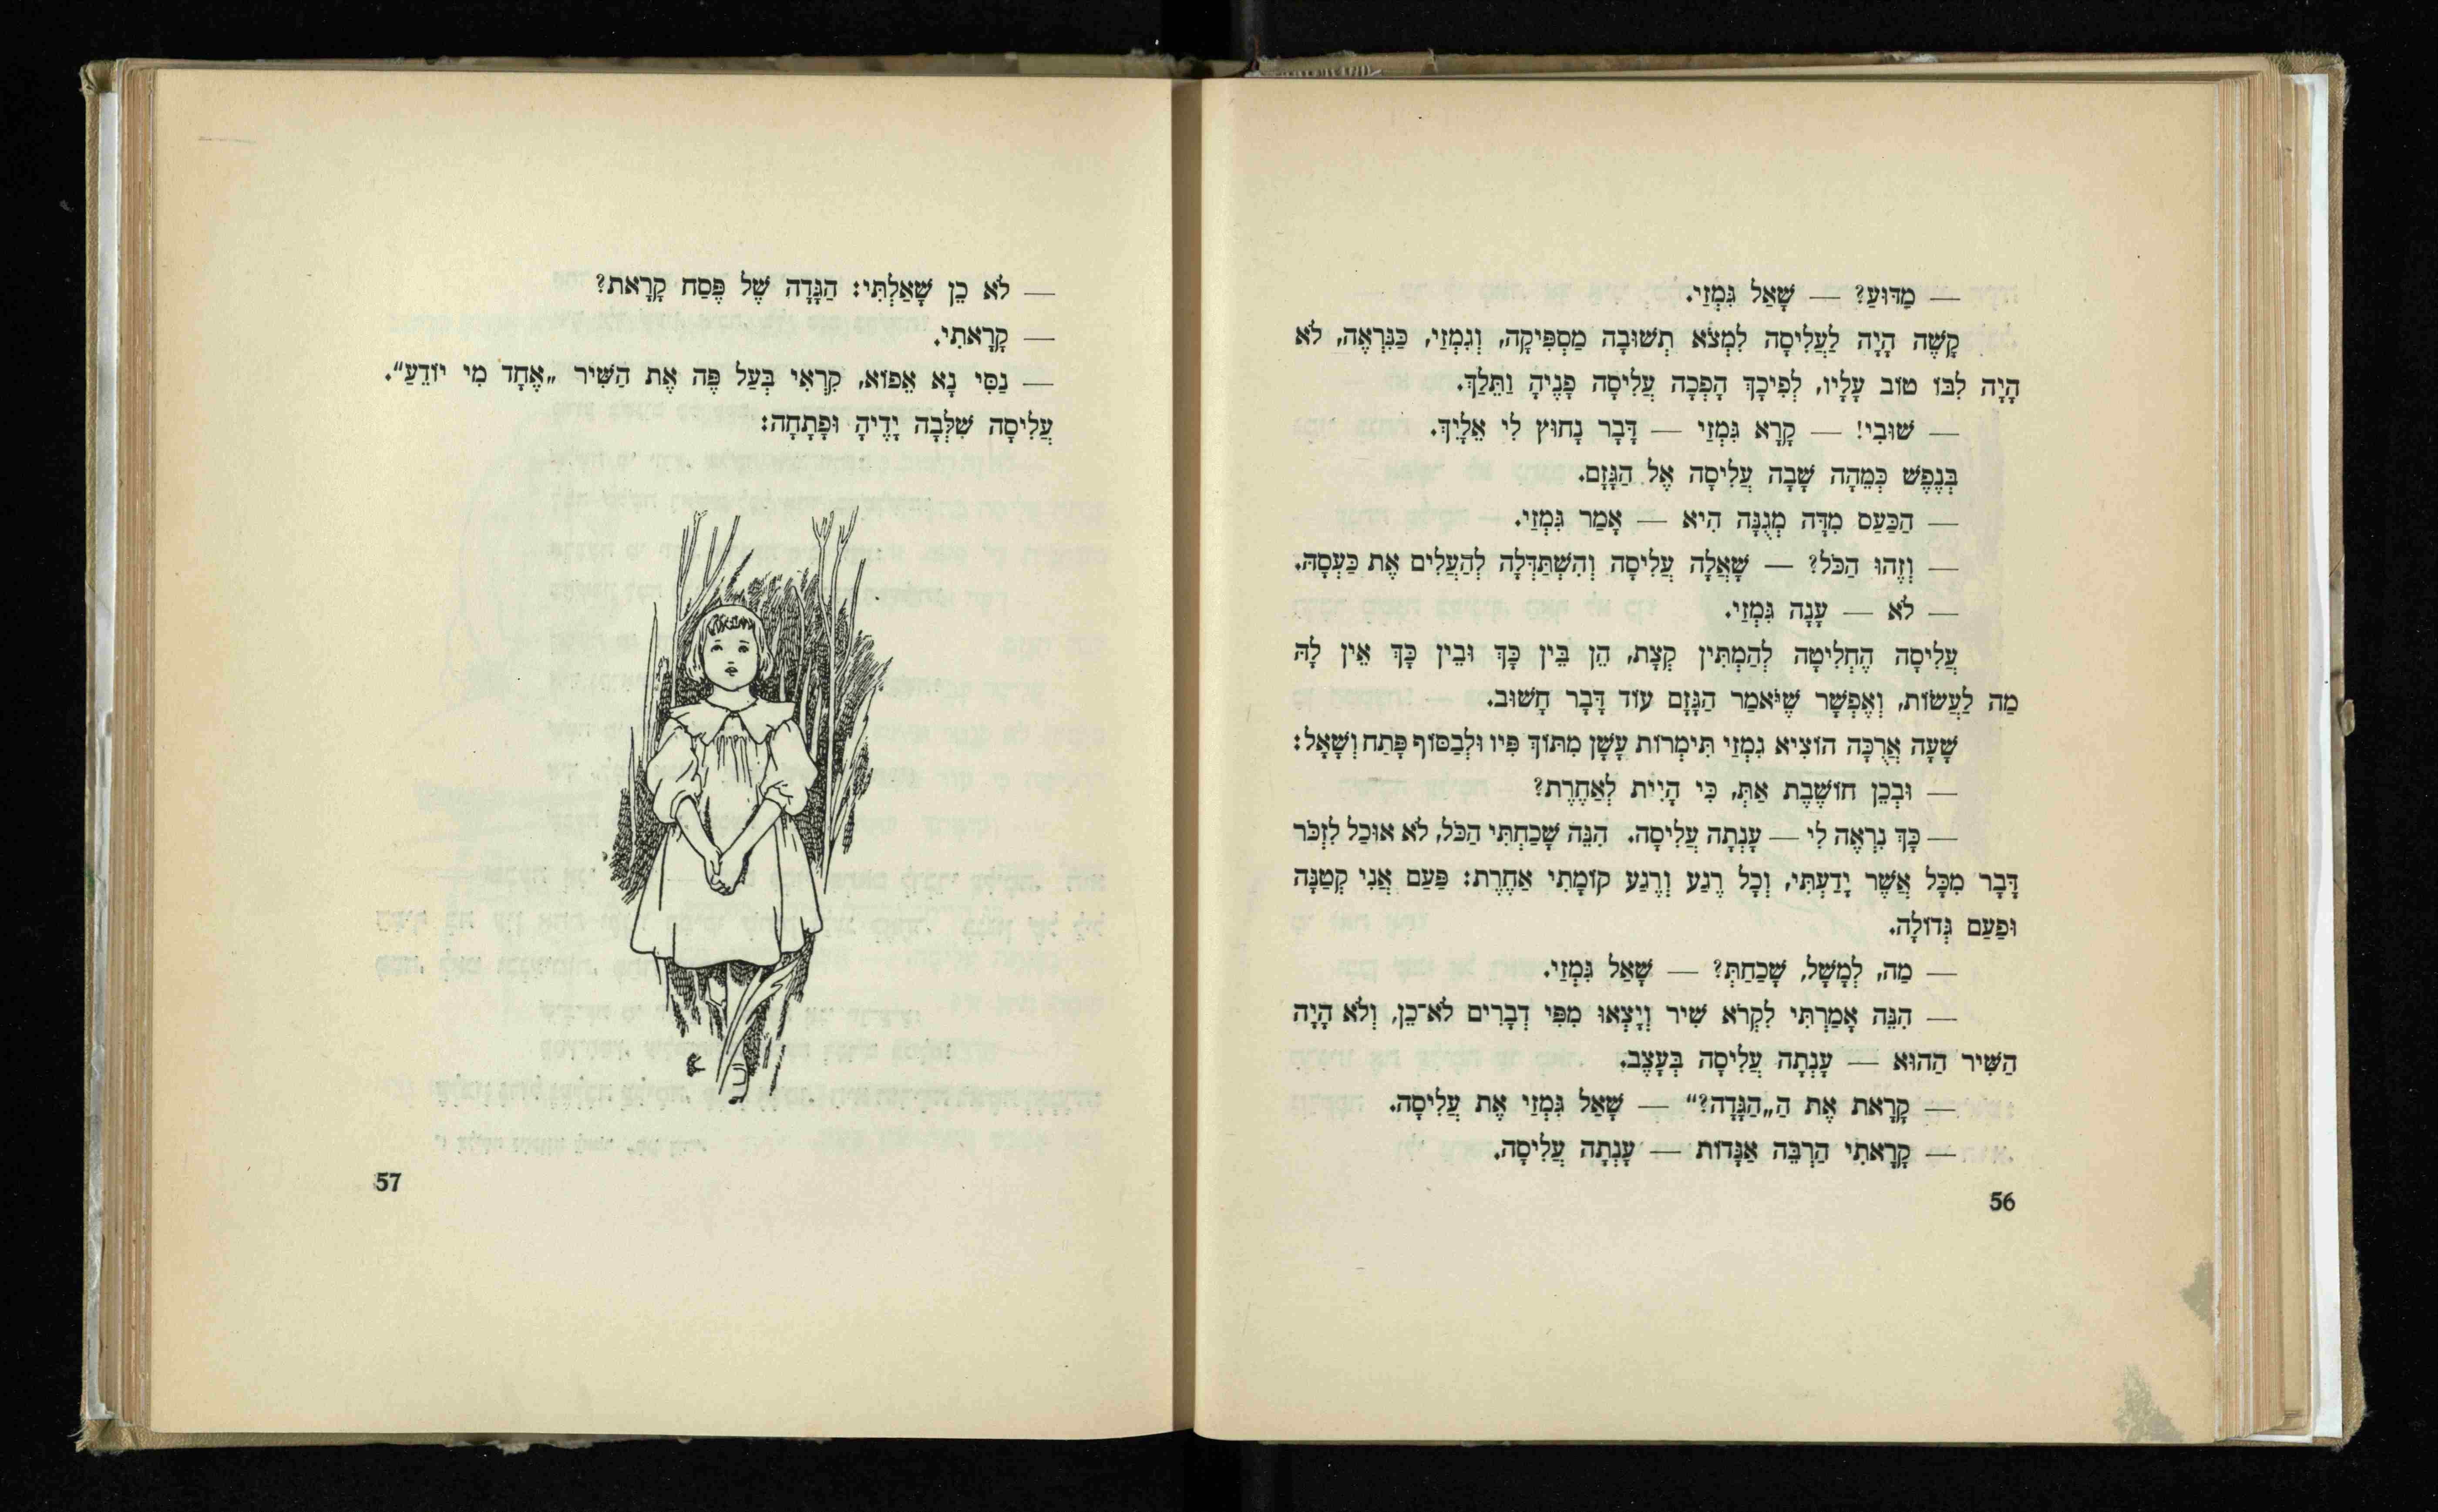 — מַדּוּעַ? — שָׁאַל גִּמְזַי.
קָשֶׁה הָיָה לַעֲלִיסָה לִמְצֹא תְשׁוּבָה מַסְפִּיקָה, וְגִמְזַי, כַּנִּרְאֶה, לֹא
הָיָה לִבּוֹ טוֹב עָלָיו, לְפִיכָךְ הָפְכָה עֲלִיסָה פָּנֶיהָ וַתֵּלַךְ.
— שׁוּבִי! — קָרָא גִּמְזַי — דָּבָר נָחוּץ לִי אֵלָיִךְ.
בְּנֶפֶשׁ כְּמֵהָה שָׁבָה עֲלִיסָה אֶל הַגָּזָם.
— הַכַּעַס מִדָּה מְגֻנָּה הִיא — אָמַר גִּמְזַי.
— וְזֶהוּ הַכֹּל? — שָׁאֲלָה עֲלִיסָה וְהִשְׁתַּדְּלָה לְהַעֲלִים אֶת כַּעְסָהּ.
— לֹא — עָנָה גִּמְזַי.
עֲלִיסָה הֶחְלִיטָה לְהַמְתִּין קְצָת, הֵן בֵּין כָּךְ וּבֵין כָּךְ אֵין לָהּ
מַה לַעֲשׂוֹת, וְאֶפְשָׁר שֶׁיֹּאמַר הַגָּזָם עוֹד דָּבָר חָשׁוּב.
שָׁעָה אֲרֻכָּה הוֹצִיא גִמְזַי תִּימְרוֹת עָשָׁן מִתּוֹךְ פִּיו וּלְבַסּוֹף פָּתַח וְשָׁאָל:
— וּבְכֵן חוֹשֶׁבֶת אַתְּ, כִּי הָיִית לְאַחֶרֶת?
— כָּךְ נִרְאֶה לִי — עָנְתָה עֲלִיסָה. הִנֵּה שָׁכַחְתִּי הַכֹּל, לֹא אוּכַל לִזְכֹּר
דָּבָר מִכָּל אֲשֶׁר יָדַעְתִּי, וְכָל רֶגַע וְרֶגַע קוֹמָתִי אַחֶרֶת: פַּעַם אֲנִי קְטַנָּה
וּפַעַם גְּדוֹלָה.
— מַה, לְמָשָׁל, שָׁכַחַתְּ? — שָׁאַל גִּמְזַי.
— הִנֵּה אָמַרְתִּי לִקְרֹא שִׁיר וְיָצְאוּ מִפִּי דְבָרִים לֹא־כֵן, וְלֹא הָיָה
הַשִּׁיר הַהוּא — עָנְתָה עֲלִיסָה בְּעָצֶב.
— קָרָאת אֶת הַ„הַגָּדָה?“ — שָׁאַל גִּמְזַי אֶת עֲלִיסָה.
— קָרָאתִי הַרְבֵּה אַגָּדוֹת — עָנְתָה עֲלִיסָה.
56
— לֹא כֵן שָׁאַלְתִּי: הַגָּדָה שֶׁל פֶּסַח קָרָאת?
— קָרָאתִי.
— נַסִּי נָא אֵפוֹא, קִרְאִי בְּעַל פֶּה אֶת הַשִּׁיר „אֶחָד מִי יוֹדֵעַ“.
עֲלִיסָה שִׁלְּבָה יָדֶיהָ וּפָתָחָה:
57